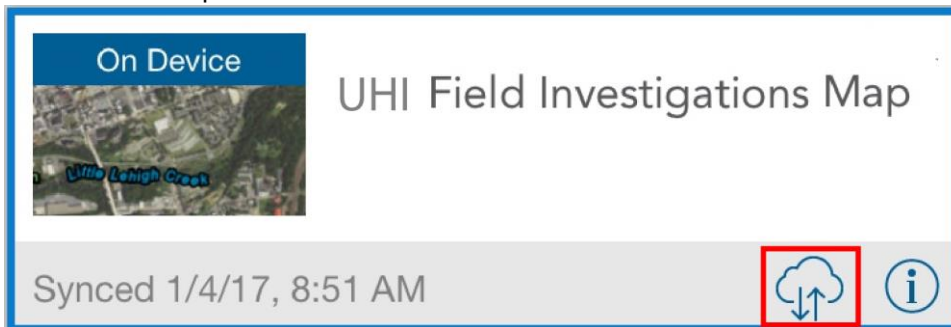 On Device
UHI Field Investigations Map
Little Lehigh Creek
Synced 1/4/17, 8:51 AM
i